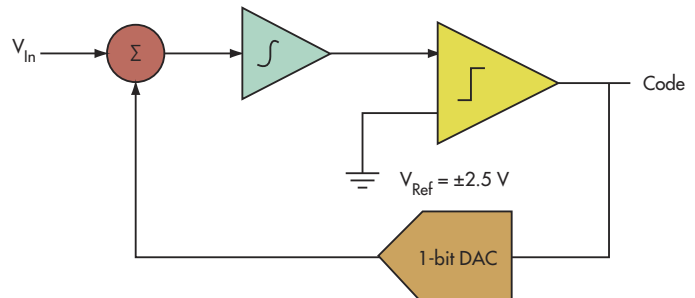 V_In
Σ
∫
Code
V_Ref = ±2.5 V
1-bit DAC